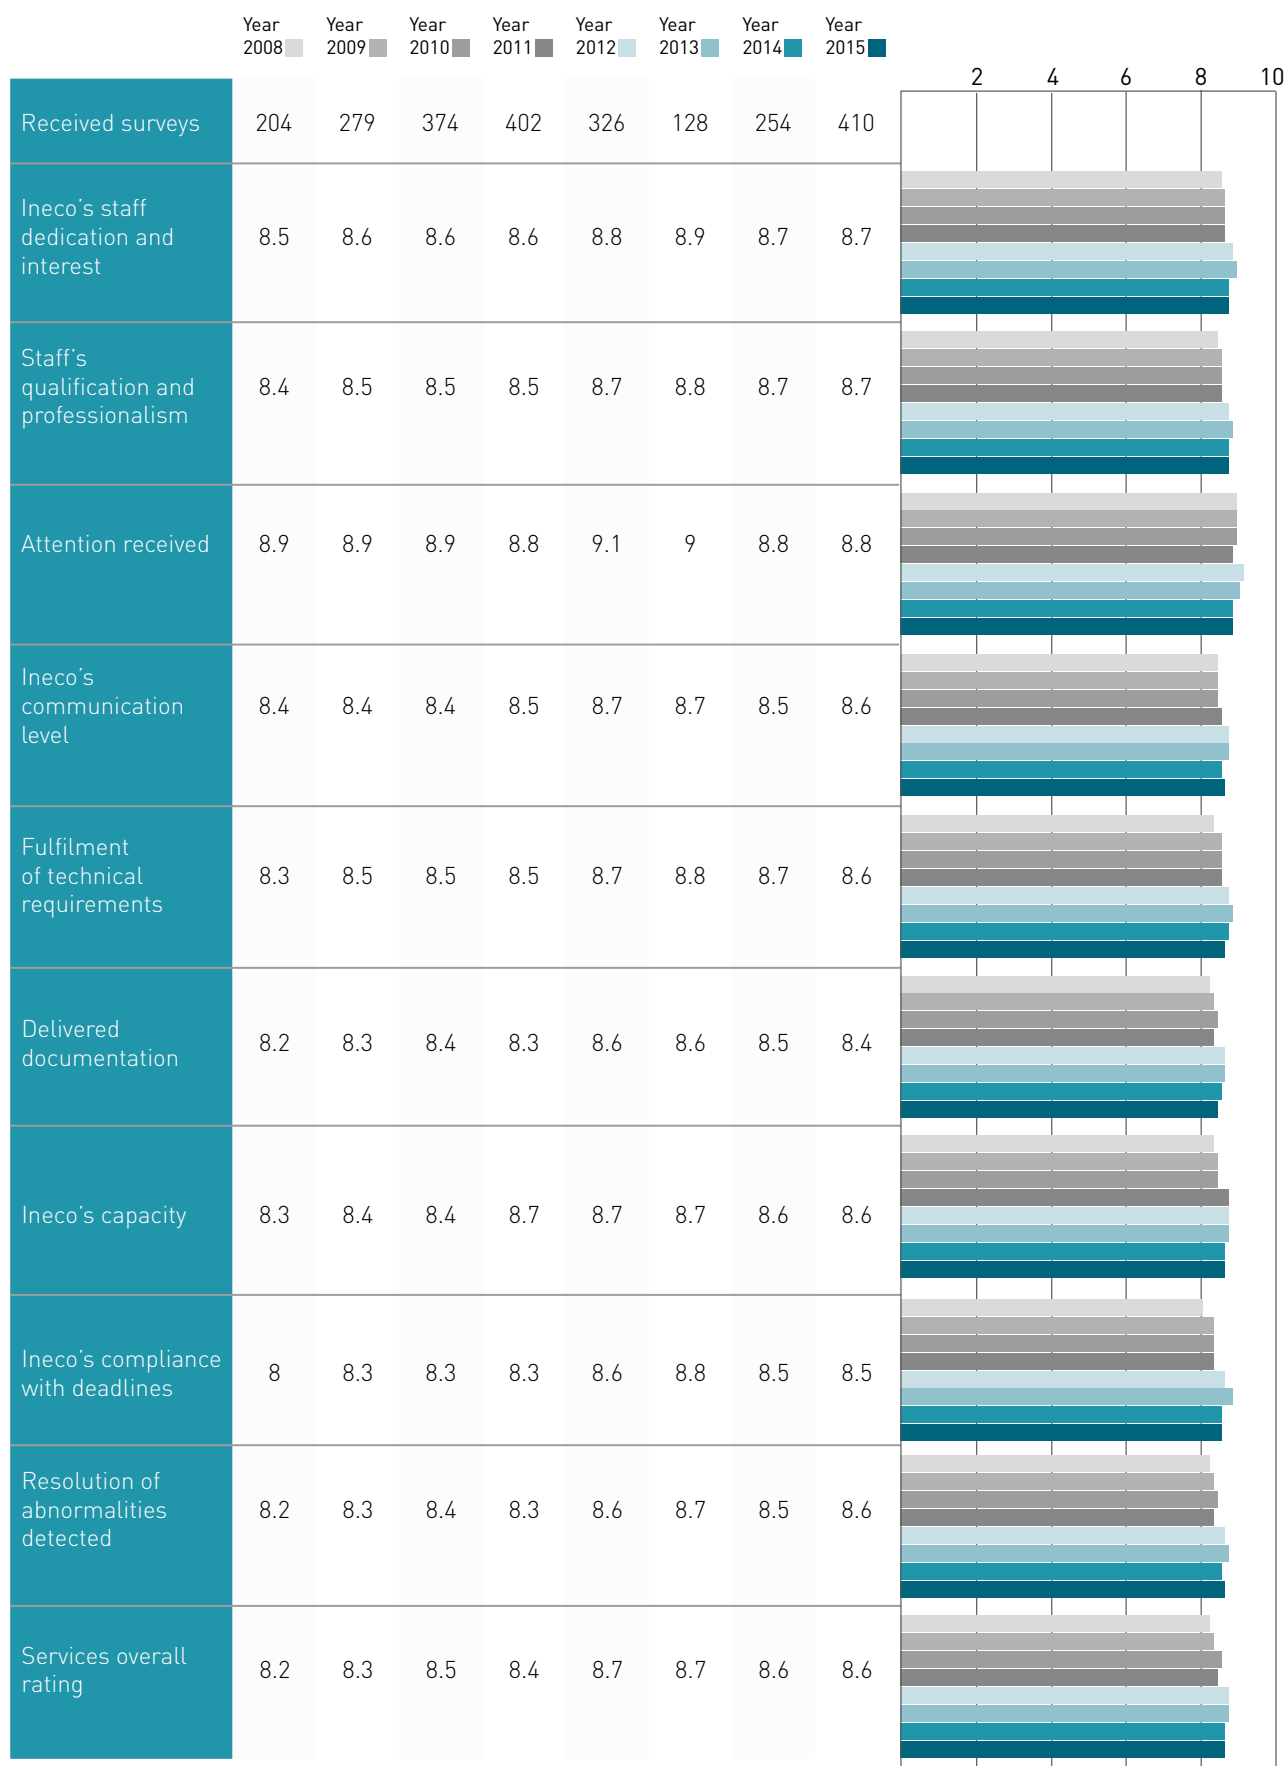 Year 2008 Year 2009 Year 2010 Year 2011 Year 2012 Year 2013 Year 2014 Year 2015
2 4 6 8 10
Received surveys 204 279 374 402 326 128 254 410
Ineco's staff
dedication and
interest
8.5 8.6 8.6 8.6 8.8 8.9 8.7 8.7
Staff's
qualification and
professionalism
8.4 8.5 8.5 8.5 8.7 8.8 8.7 8.7
Attention received 8.9 8.9 8.9 8.8 9.1 9 8.8 8.8
Ineco's
communication
level
8.4 8.4 8.4 8.5 8.7 8.7 8.5 8.6
Fulfilment
of technical
requirements
8.3 8.5 8.5 8.5 8.7 8.8 8.7 8.6
Delivered
documentation
8.2 8.3 8.4 8.3 8.6 8.6 8.5 8.4
Ineco's capacity 8.3 8.4 8.4 8.7 8.7 8.7 8.6 8.6
Ineco's compliance
with deadlines
8 8.3 8.3 8.3 8.6 8.8 8.5 8.5
Resolution of
abnormalities
detected
8.2 8.3 8.4 8.3 8.6 8.7 8.5 8.6
Services overall
rating
8.2 8.3 8.5 8.4 8.7 8.7 8.6 8.6